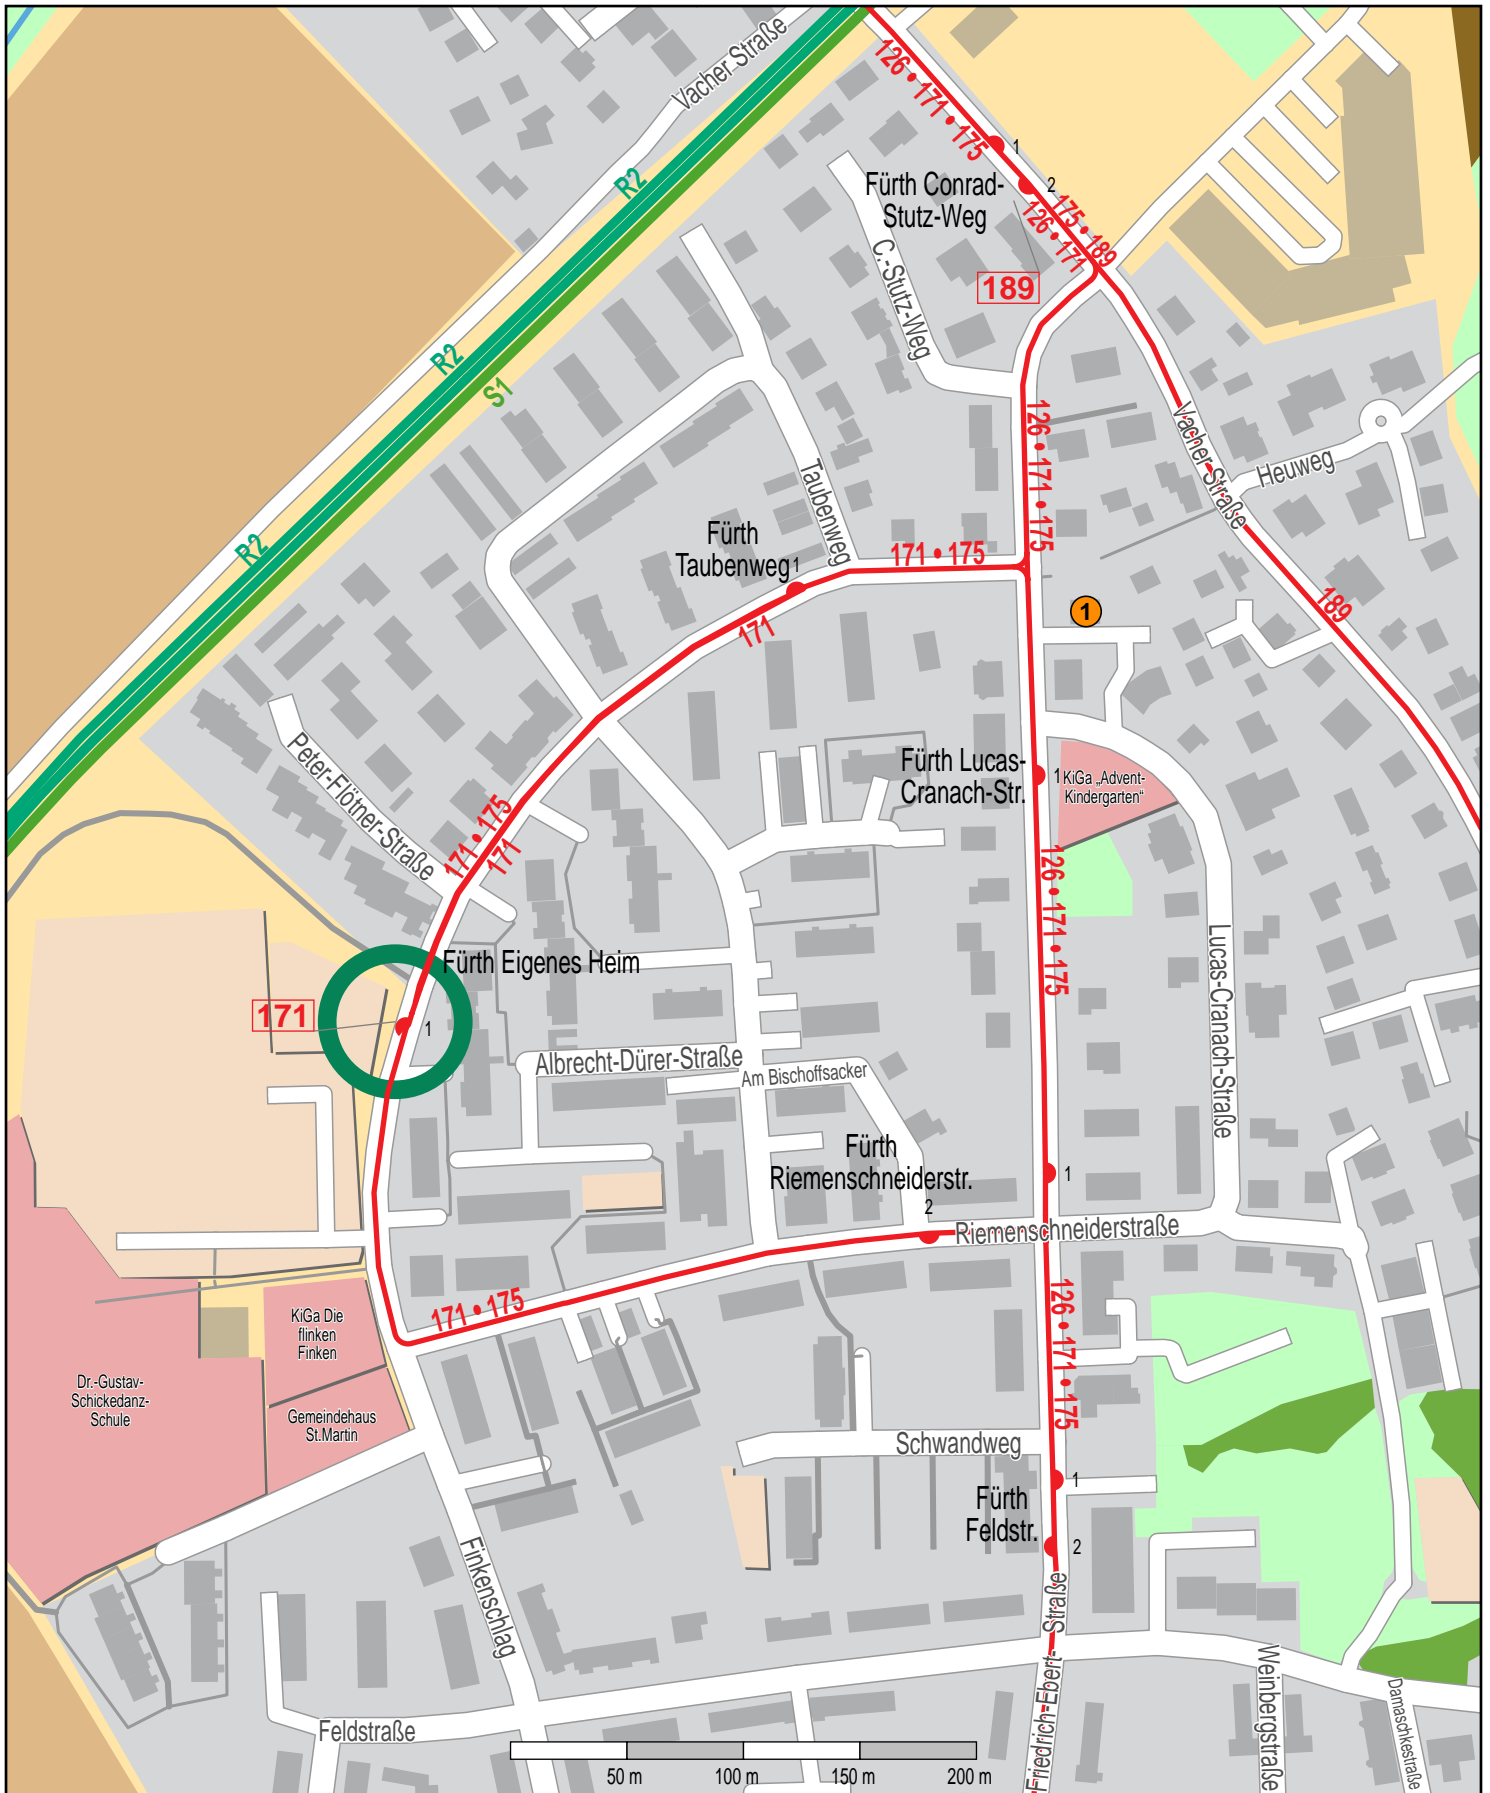 Vacher Straße
126 • 171 • 175
1
Fürth Conrad-
Stutz-Weg
2
175 • 189
126 • 171
R2
C.-Stutz-Weg
189
R2
S1
126 • 171 • 175
Vacher Straße
Heuweg
Taubenweg
R2
Fürth
Taubenweg
1
171 • 175
171
1
189
Peter-Flötner-Straße
Fürth Lucas-
Cranach-Str.
1
KiGa „Advent-
Kindergarten“
171 • 175
171
126 • 171 • 175
Lucas-Cranach-Straße
Fürth Eigenes Heim
171
1
Albrecht-Dürer-Straße
Am Bischoffsacker
Fürth
Riemenschneiderstr.
1
2
Riemenschneiderstraße
171 • 175
126 • 171 • 175
KiGa Die
flinken
Finken
Dr.-Gustav-
Schickedanz-
Schule
Gemeindehaus
St.Martin
Schwandweg
1
Fürth
Feldstr.
2
Finkenschlag
Friedrich-Ebert-Straße
Weinbergstraße
Damaschkestraße
Feldstraße
50 m
100 m
150 m
200 m